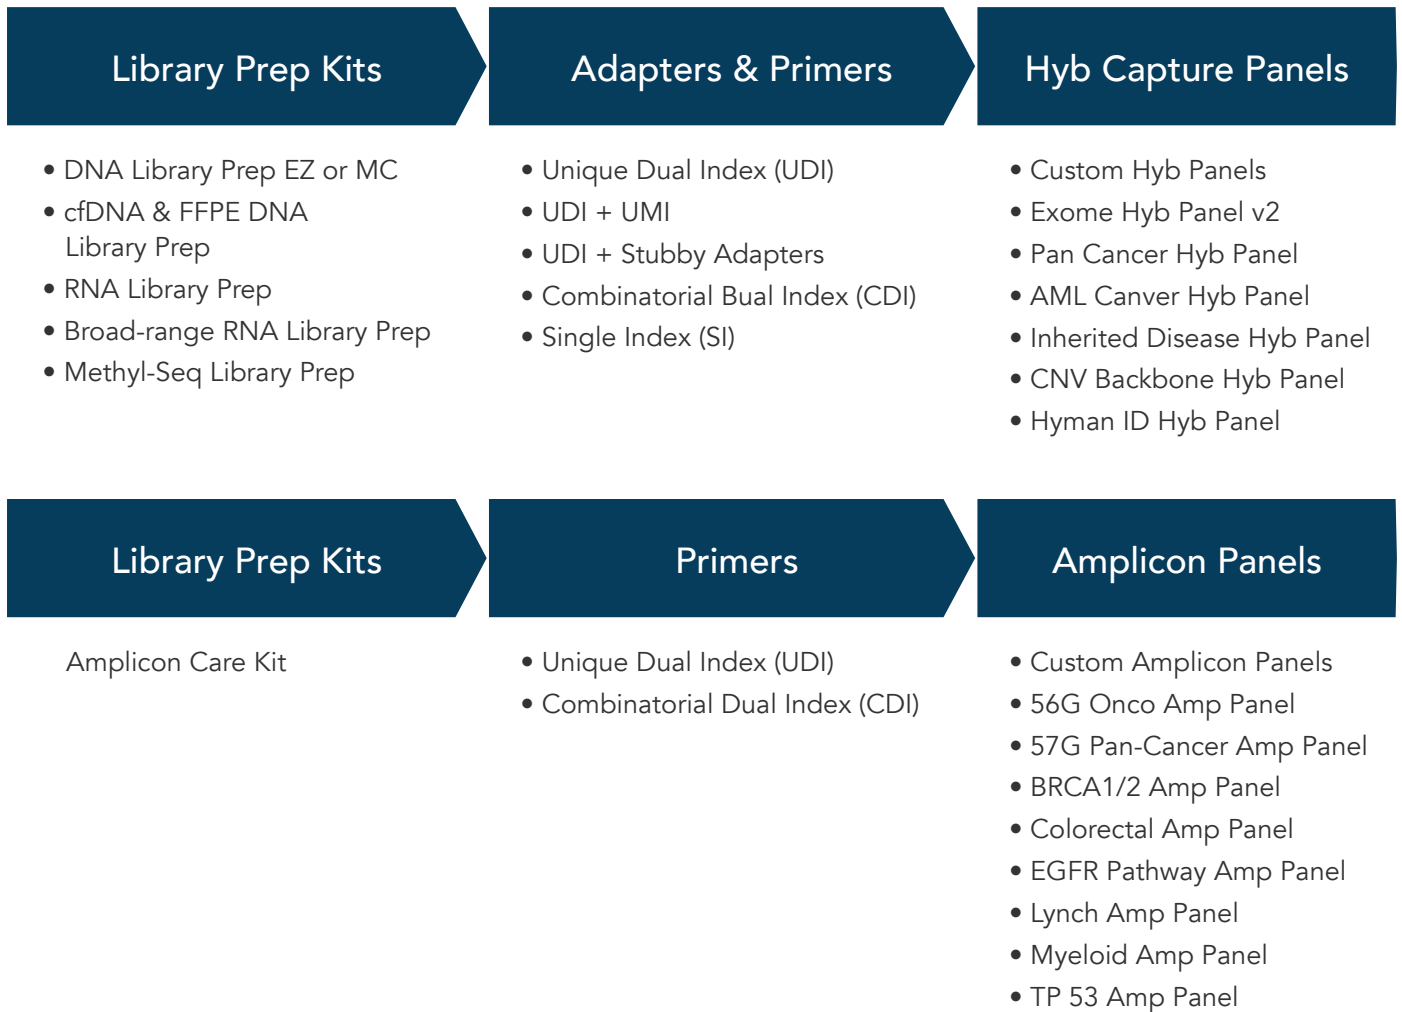 Library Prep Kits
• DNA Library Prep EZ or MC
• cfDNA & FFPE DNA
Library Prep
• RNA Library Prep
• Broad-range RNA Library Prep
• Methyl-Seq Library Prep
Adapters & Primers
• Unique Dual Index (UDI)
• UDI + UMI
• UDI + Stubby Adapters
• Combinatorial Bual Index (CDI)
• Single Index (SI)
Hyb Capture Panels
• Custom Hyb Panels
• Exome Hyb Panel v2
• Pan Cancer Hyb Panel
• AML Canver Hyb Panel
• Inherited Disease Hyb Panel
• CNV Backbone Hyb Panel
• Hyman ID Hyb Panel
Library Prep Kits
Amplicon Care Kit
Primers
• Unique Dual Index (UDI)
• Combinatorial Dual Index (CDI)
Amplicon Panels
• Custom Amplicon Panels
• 56G Onco Amp Panel
• 57G Pan-Cancer Amp Panel
• BRCA1/2 Amp Panel
• Colorectal Amp Panel
• EGFR Pathway Amp Panel
• Lynch Amp Panel
• Myeloid Amp Panel
• TP 53 Amp Panel